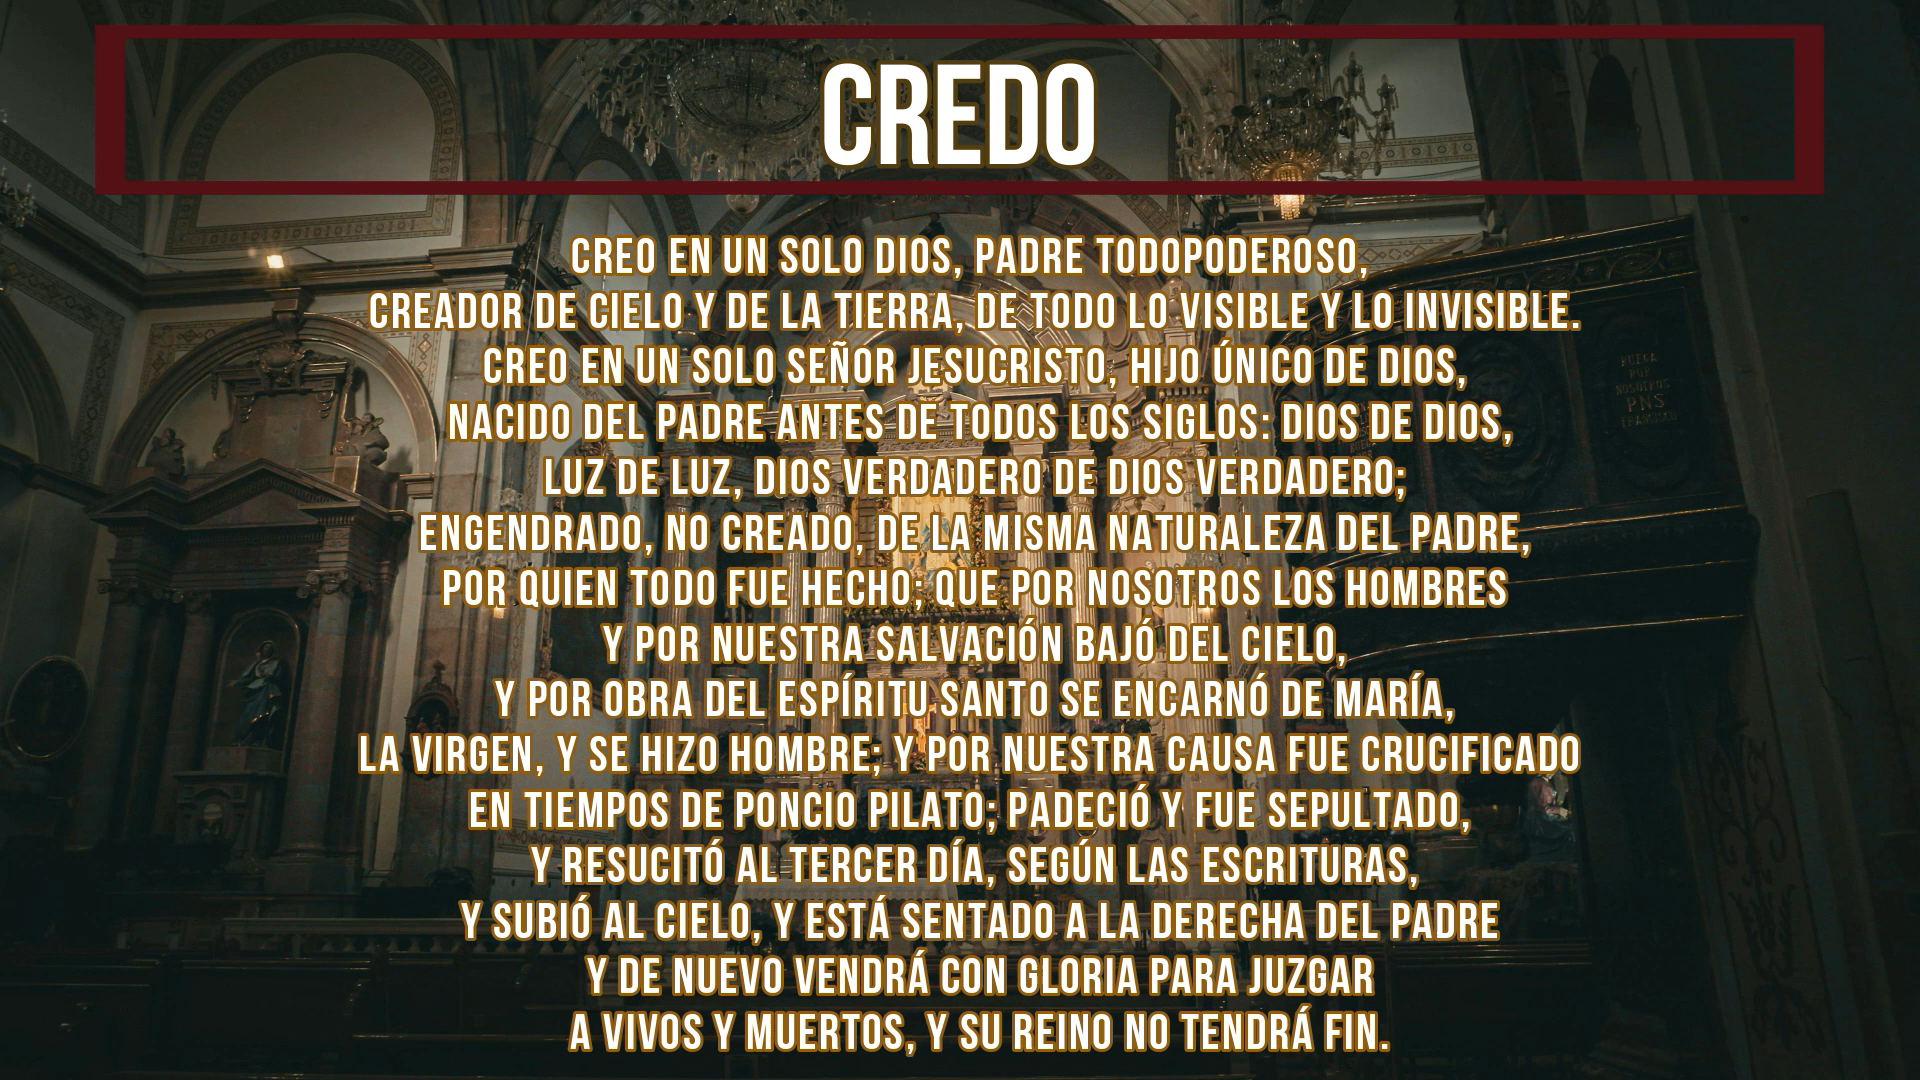 CREDO
CREO EN UN SOLO DIOS, PADRE TODOPODEROSO,
CREADOR DE CIELO Y DE LA TIERRA, DE TODO LO VISIBLE Y LO INVISIBLE.
CREO EN UN SOLO SEÑOR JESUCRISTO, HIJO ÚNICO DE DIOS,
NACIDO DEL PADRE ANTES DE TODOS LOS SIGLOS: DIOS DE DIOS,
LUZ DE LUZ, DIOS VERDADERO DE DIOS VERDADERO;
ENGENDRADO, NO CREADO, DE LA MISMA NATURALEZA DEL PADRE,
POR QUIEN TODO FUE HECHO; QUE POR NOSOTROS LOS HOMBRES
Y POR NUESTRA SALVACIÓN BAJÓ DEL CIELO,
Y POR OBRA DEL ESPÍRITU SANTO SE ENCARNÓ DE MARÍA,
LA VIRGEN, Y SE HIZO HOMBRE; Y POR NUESTRA CAUSA FUE CRUCIFICADO
EN TIEMPOS DE PONCIO PILATO; PADECIÓ Y FUE SEPULTADO,
Y RESUCITÓ AL TERCER DÍA, SEGÚN LAS ESCRITURAS,
Y SUBIÓ AL CIELO, Y ESTÁ SENTADO A LA DERECHA DEL PADRE
Y DE NUEVO VENDRÁ CON GLORIA PARA JUZGAR
A VIVOS Y MUERTOS, Y SU REINO NO TENDRÁ FIN.
RUEGA
POR
NOSOTROS
PNS